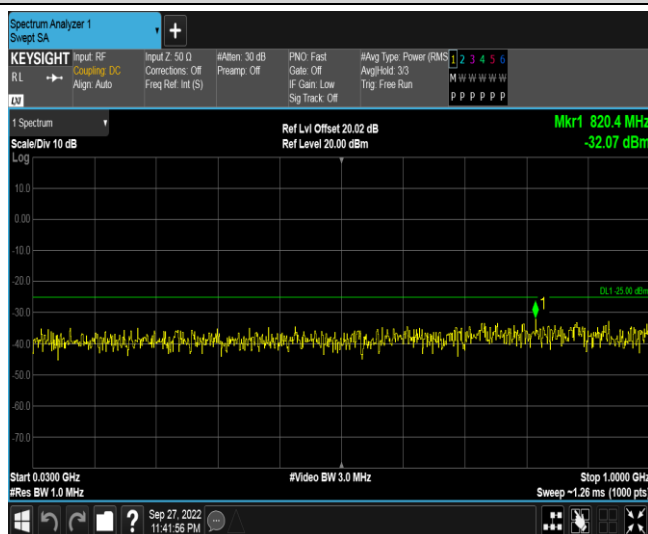 Spectrum Analyzer 1
Swept SA
+
KEYSIGHT
RL
LXI
Input: RF
Coupling: DC
Align: Auto
Input Z: 50 Ω
Corrections: Off
Freq Ref: Int (S)
#Atten: 30 dB
Preamp: Off
PNO: Fast
Gate: Off
IF Gain: Low
Sig Track: Off
#Avg Type: Power (RMS
Avg|Hold: 3/3
Trig: Free Run
1 2 3 4 5 6
M W W W W W
P P P P P P
1 Spectrum
Scale/Div 10 dB
Log
Ref Lvl Offset 20.02 dB
Ref Level 20.00 dBm
Mkr1 820.4 MHz
-32.07 dBm
10.0
0.00
-10.0
-20.0
-30.0
-40.0
-50.0
-60.0
-70.0
DL1 -25.00 dBm
1
Start 0.0300 GHz
#Res BW 1.0 MHz
#Video BW 3.0 MHz
Stop 1.0000 GHz
Sweep ~1.26 ms (1000 pts)
?
Sep 27, 2022
11:41:56 PM